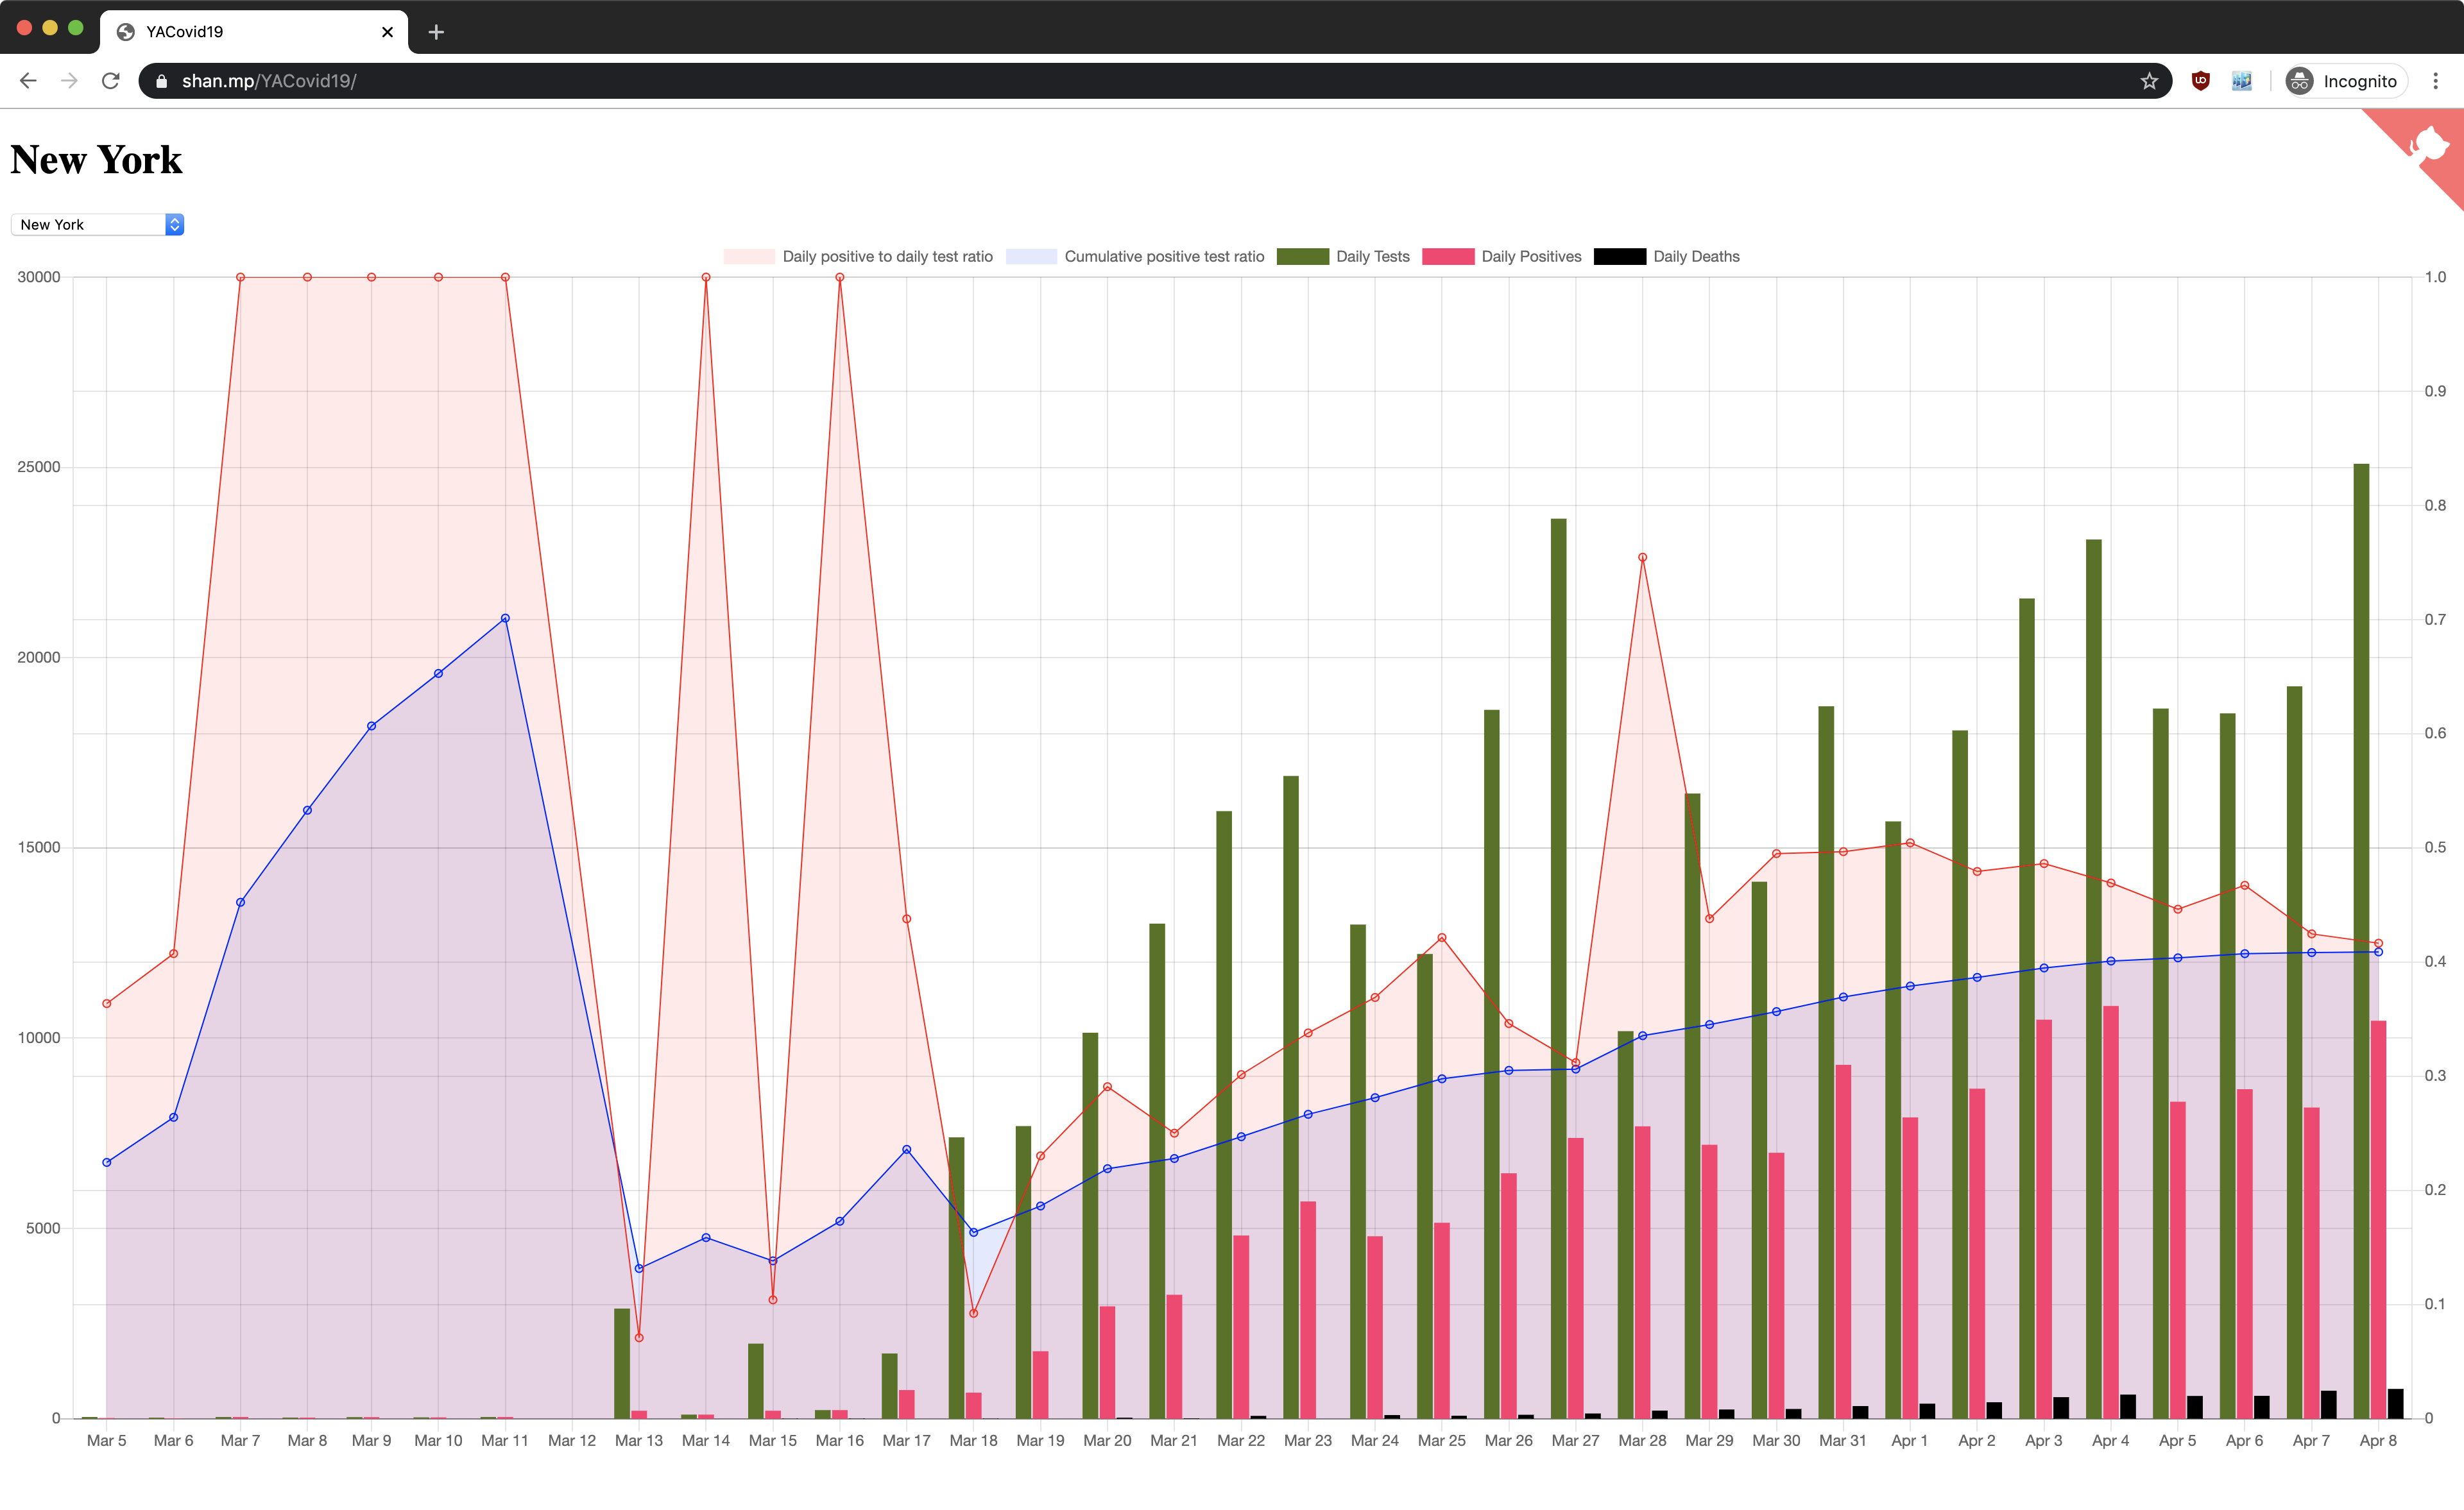 YACovid19
shan.mp/YACovid19/
Incognito
New York
New York
Daily positive to daily test ratio Cumulative positive test ratio Daily Tests Daily Positives Daily Deaths
30000 1.0
0.9
25000
0.8
0.7
20000
0.6
15000 0.5
0.4
10000
0.3
0.2
5000
0.1
0 0
Mar 5 Mar 6 Mar 7 Mar 8 Mar 9 Mar 10 Mar 11 Mar 12 Mar 13 Mar 14 Mar 15 Mar 16 Mar 17 Mar 18 Mar 19 Mar 20 Mar 21 Mar 22 Mar 23 Mar 24 Mar 25 Mar 26 Mar 27 Mar 28 Mar 29 Mar 30 Mar 31 Apr 1 Apr 2 Apr 3 Apr 4 Apr 5 Apr 6 Apr 7 Apr 8